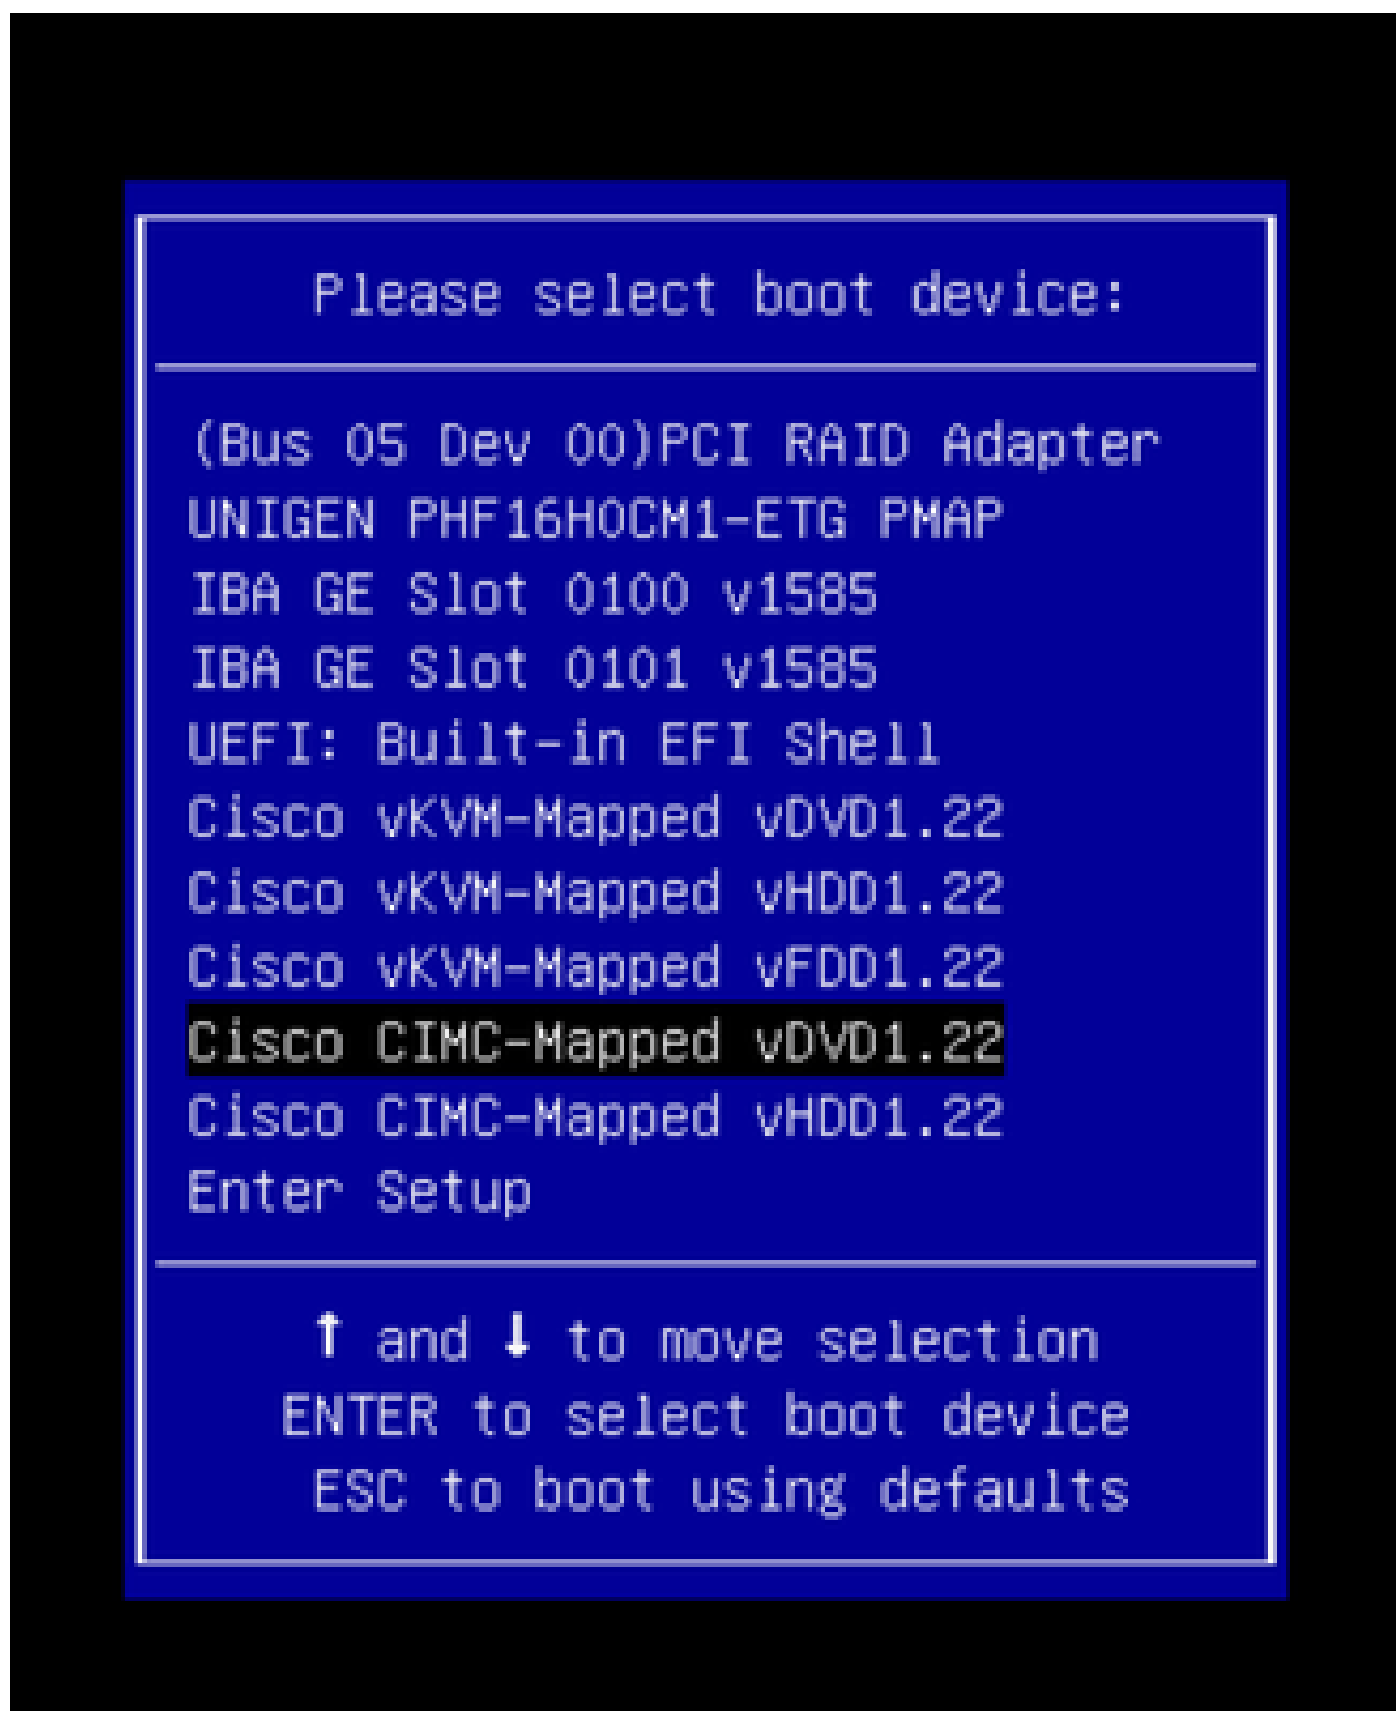 Please select boot device:
(Bus 05 Dev 00)PCI RAID Adapter
UNIGEN PHF16H0CM1-ETG PMAP
IBA GE Slot 0100 v1585
IBA GE Slot 0101 v1585
UEFI: Built-in EFI Shell
Cisco vKVM-Mapped vDVD1.22
Cisco vKVM-Mapped vHDD1.22
Cisco vKVM-Mapped vFDD1.22
Cisco CIMC-Mapped vDVD1.22
Cisco CIMC-Mapped vHDD1.22
Enter Setup
↑ and ↓ to move selection
ENTER to select boot device
ESC to boot using defaults